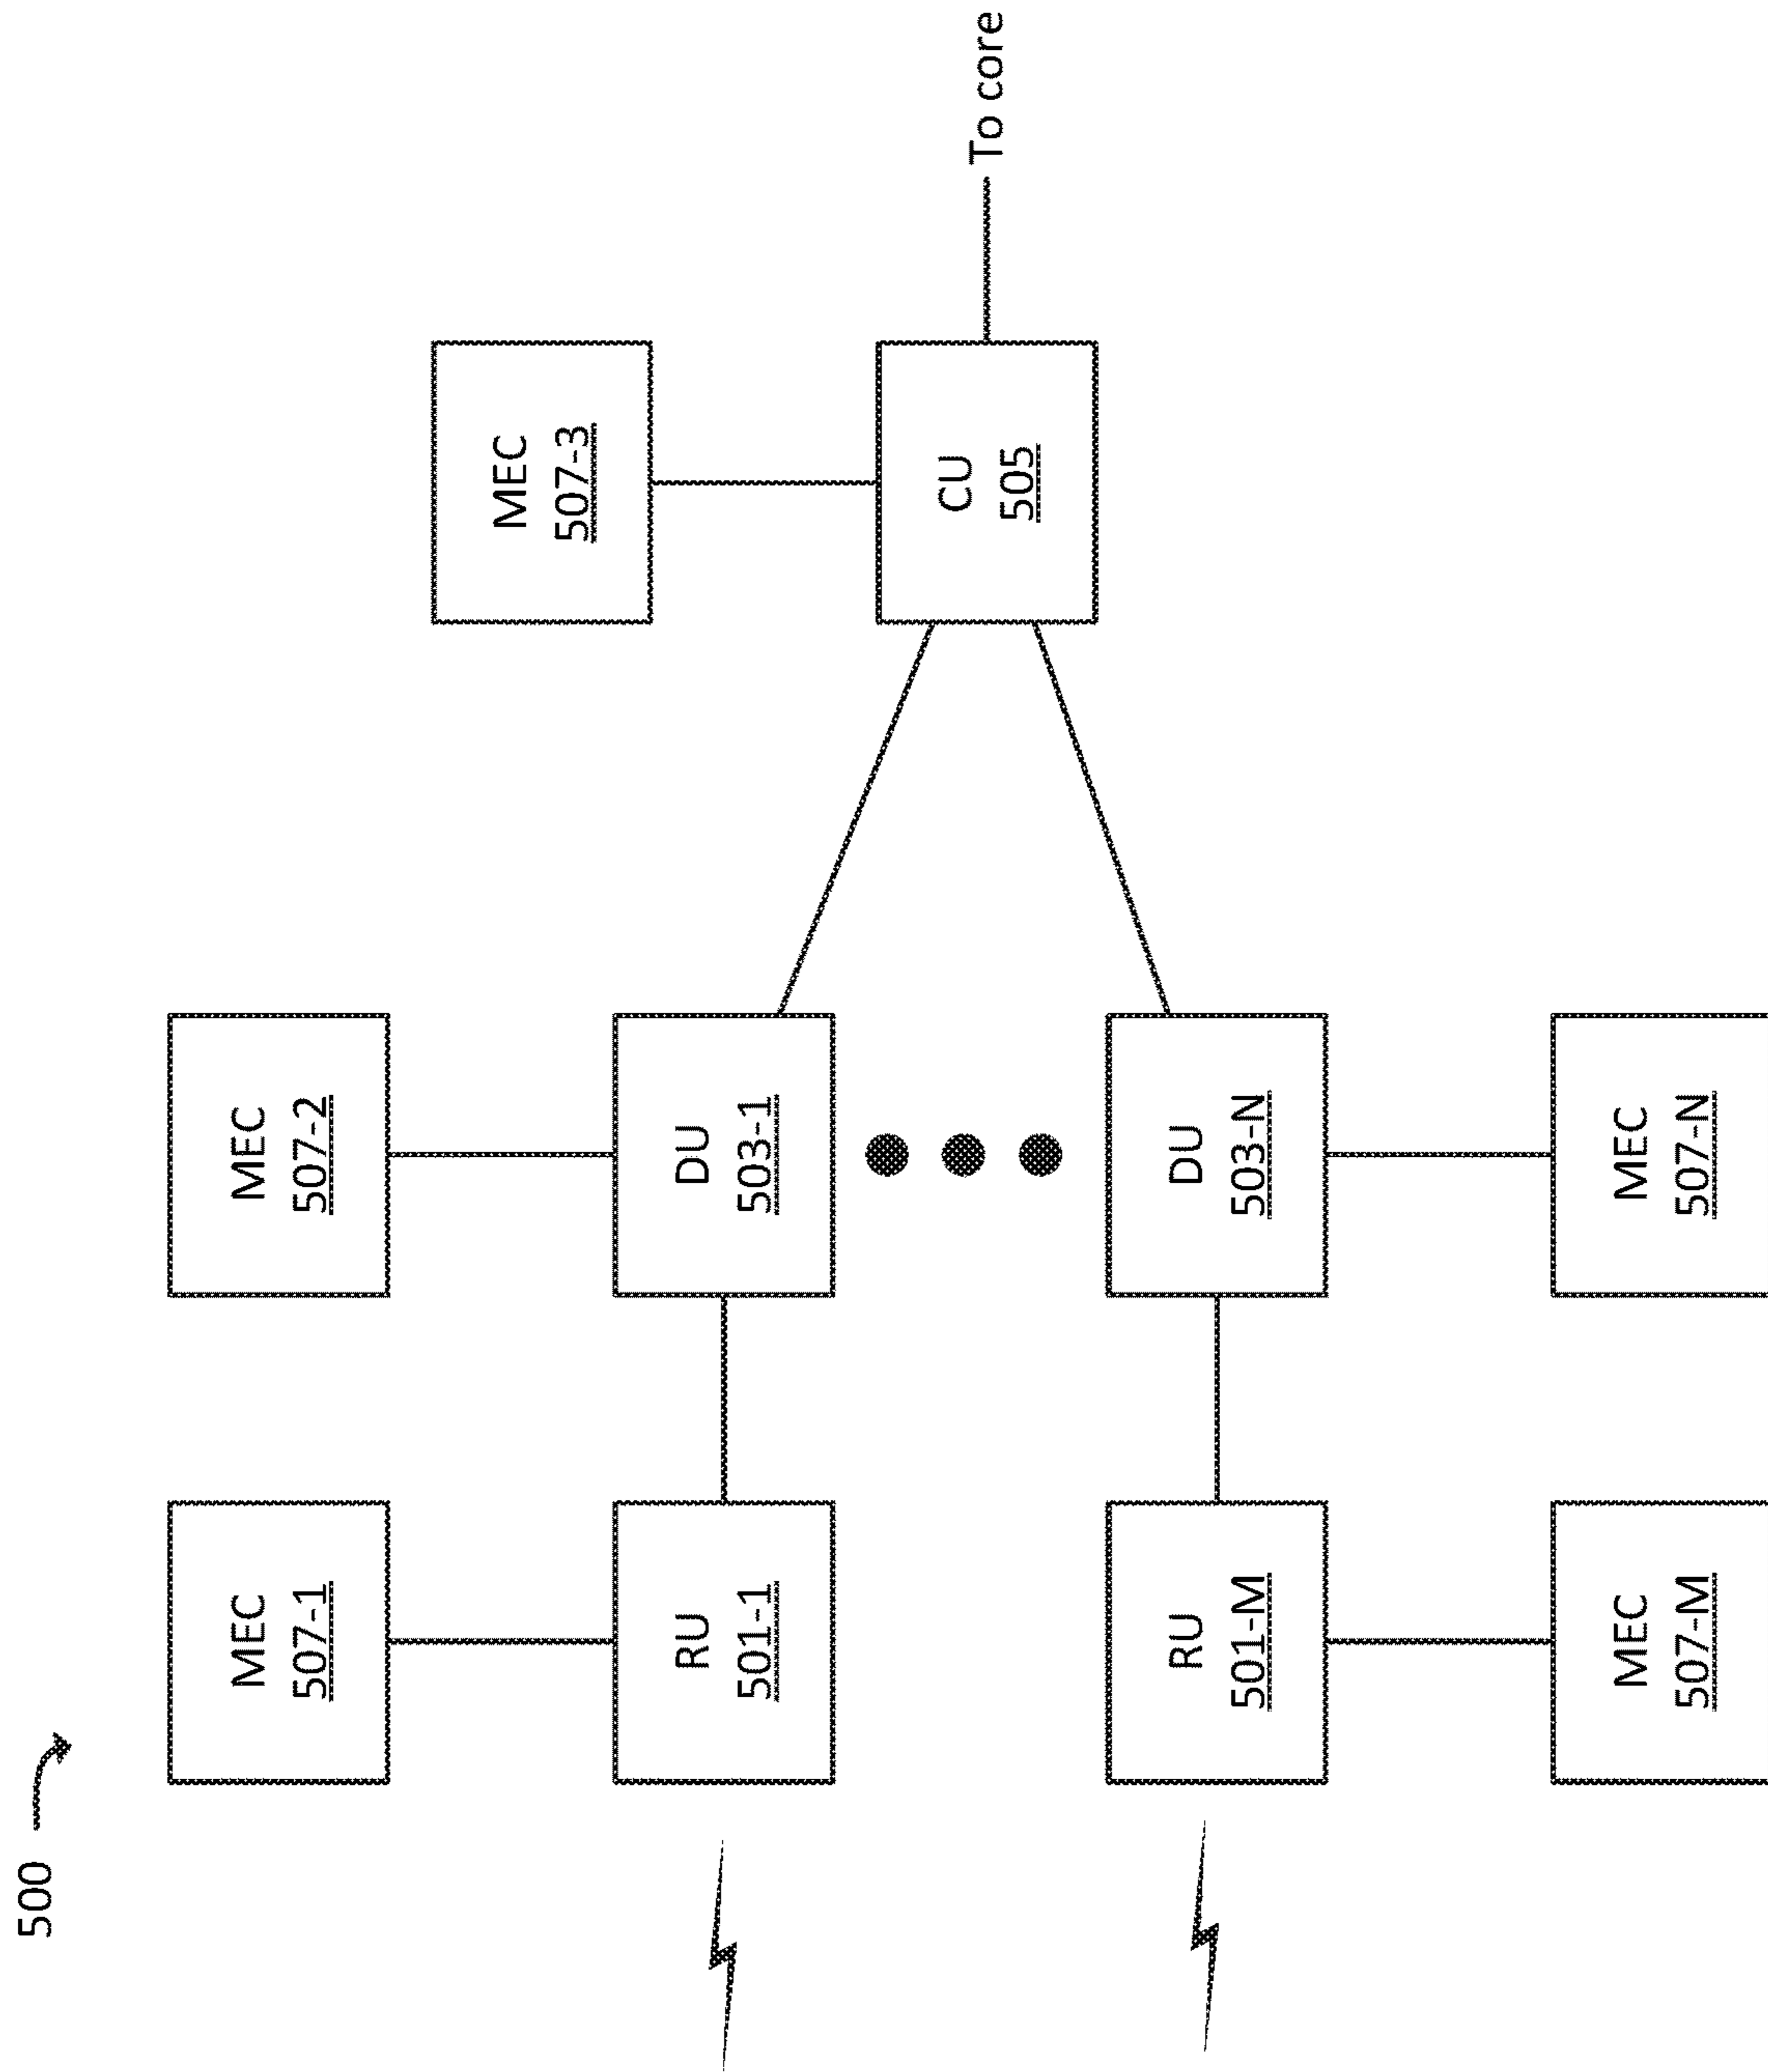 500
MEC
507-1
MEC
507-2
MEC
507-3
RU
501-1
DU
503-1
CU
505
To core
RU
501-M
DU
503-N
MEC
507-M
MEC
507-N